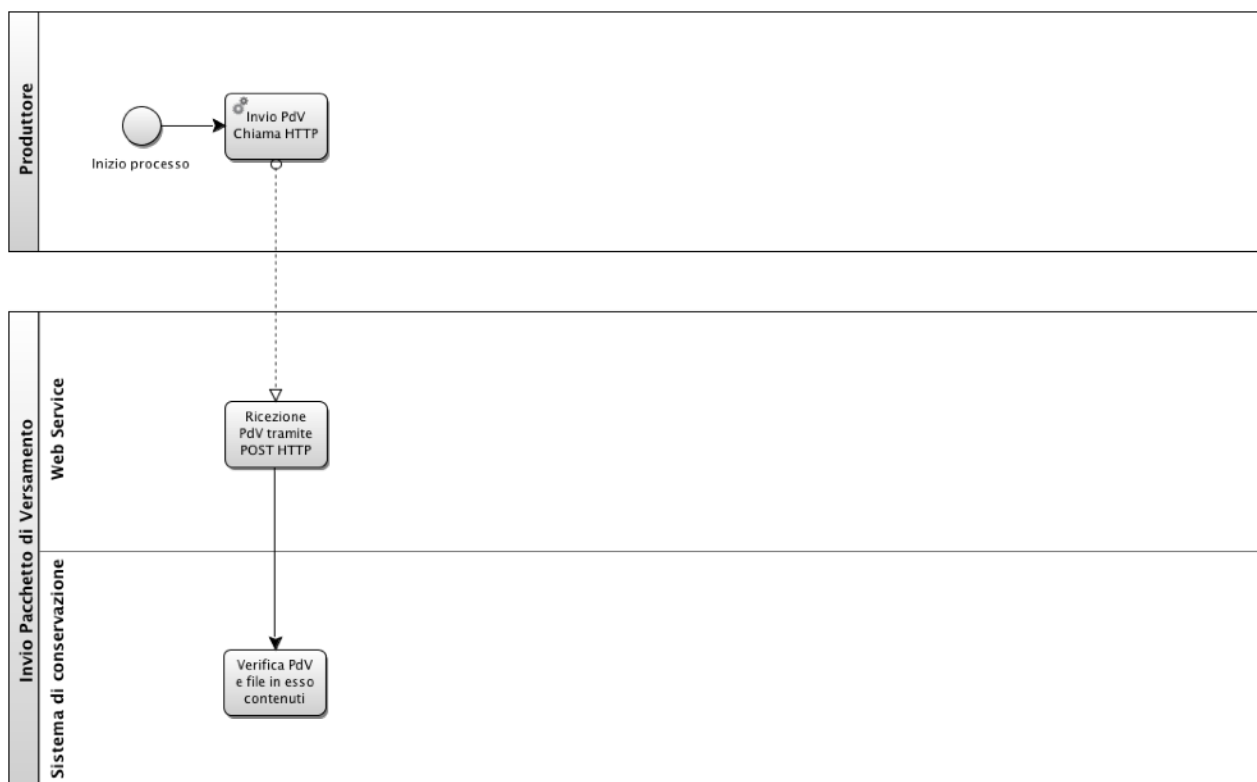 Produttore
Invio PdV
Chiama HTTP
Inizio processo
Invio Pacchetto di Versamento
Web Service
Ricezione
PdV tramite
POST HTTP
Sistema di conservazione
Verifica PdV
e file in esso
contenuti